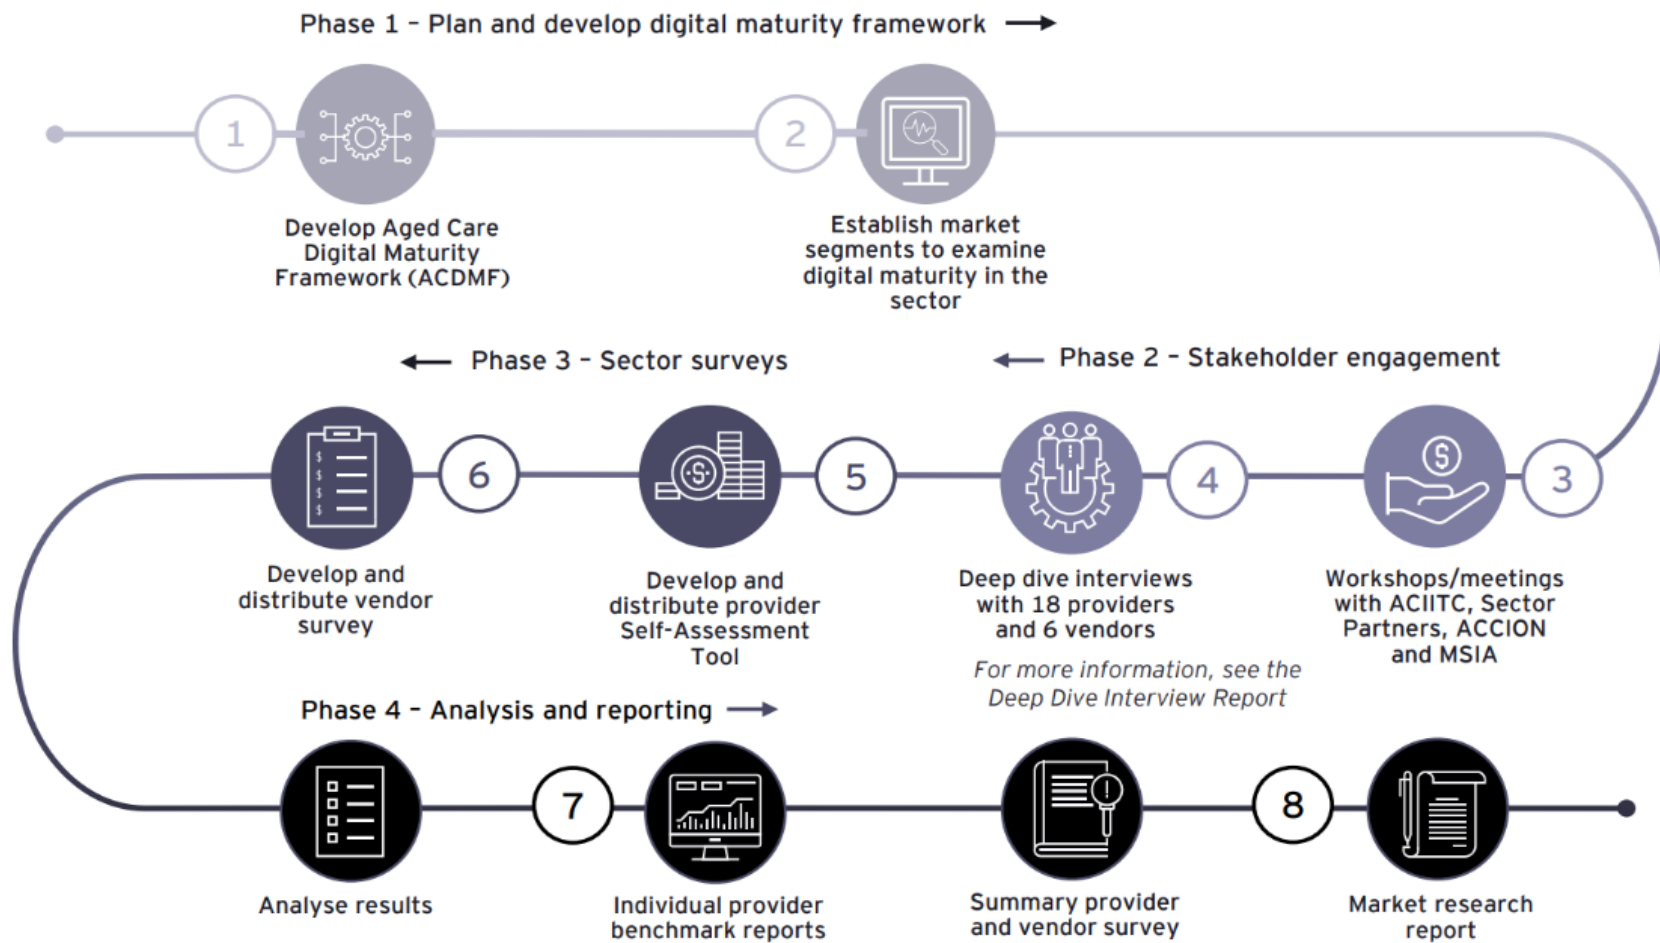 Phase 1 – Plan and develop digital maturity framework
1
2
Develop Aged Care
Digital Maturity
Framework (ACDMF)
Establish market
segments to examine
digital maturity in the
sector
Phase 2 – Stakeholder engagement
3
Workshops/meetings
with ACIITC, Sector
Partners, ACCION
and MSIA
4
Deep dive interviews
with 18 providers
and 6 vendors
For more information, see the
Deep Dive Interview Report
Phase 3 – Sector surveys
5
Develop and
distribute provider
Self-Assessment
Tool
6
Develop and
distribute vendor
survey
Phase 4 – Analysis and reporting
Analyse results
7
Individual provider
benchmark reports
Summary provider
and vendor survey
8
Market research
report